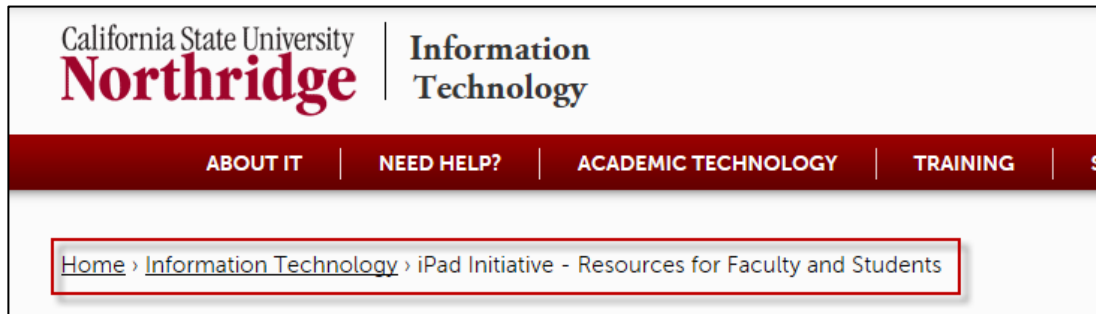 California State University
Northridge
Information
Technology
ABOUT IT NEED HELP? ACADEMIC TECHNOLOGY TRAINING
Home › Information Technology › iPad Initiative - Resources for Faculty and Students